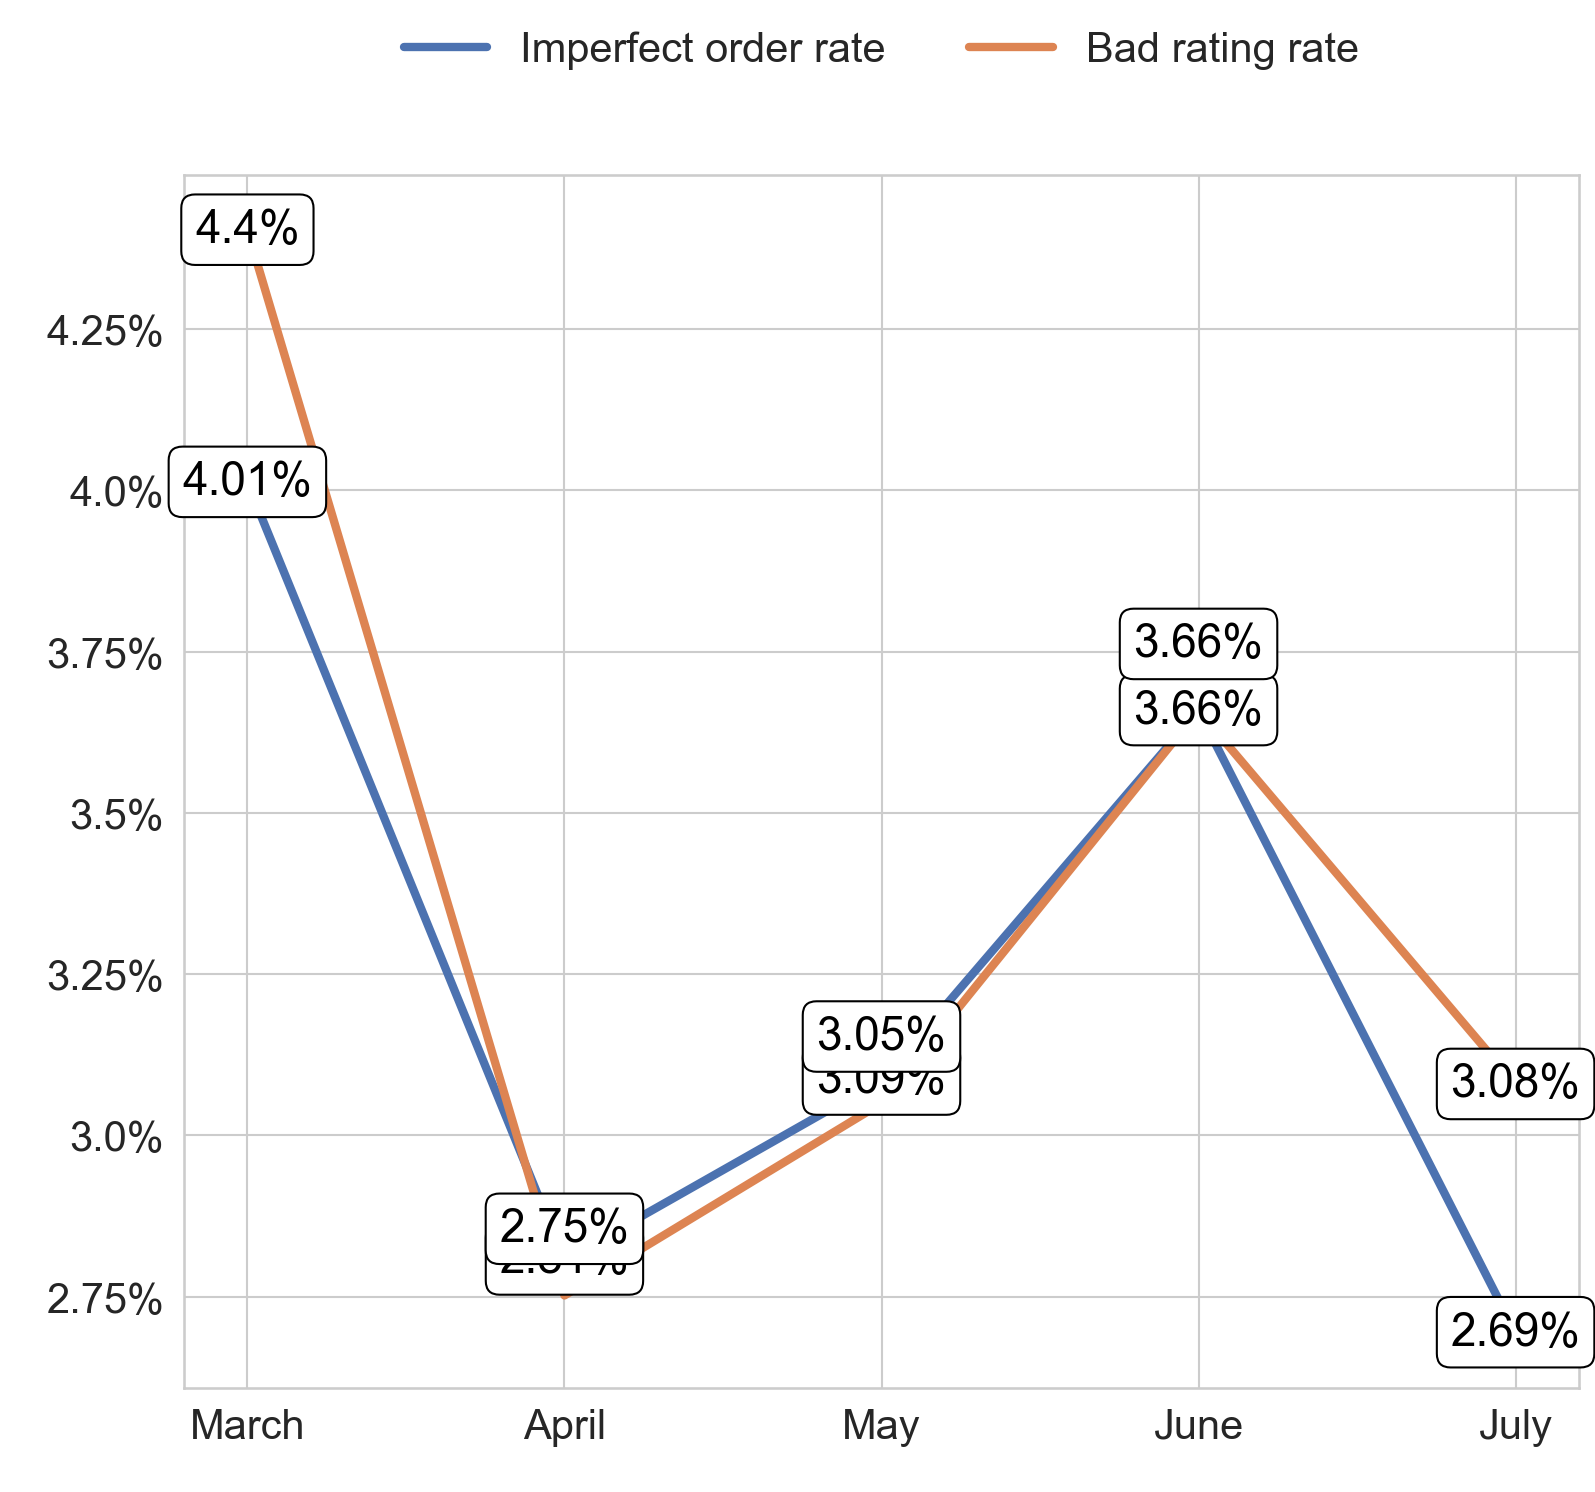 Imperfect order rate
Bad rating rate
4.4%
4.25%
4.01%
4.0%
3.66%
3.75%
3.66%
3.5%
3.25%
3.05%
3.09%
3.08%
3.0%
2.75%
2.75%
2.69%
March
April
May
June
July